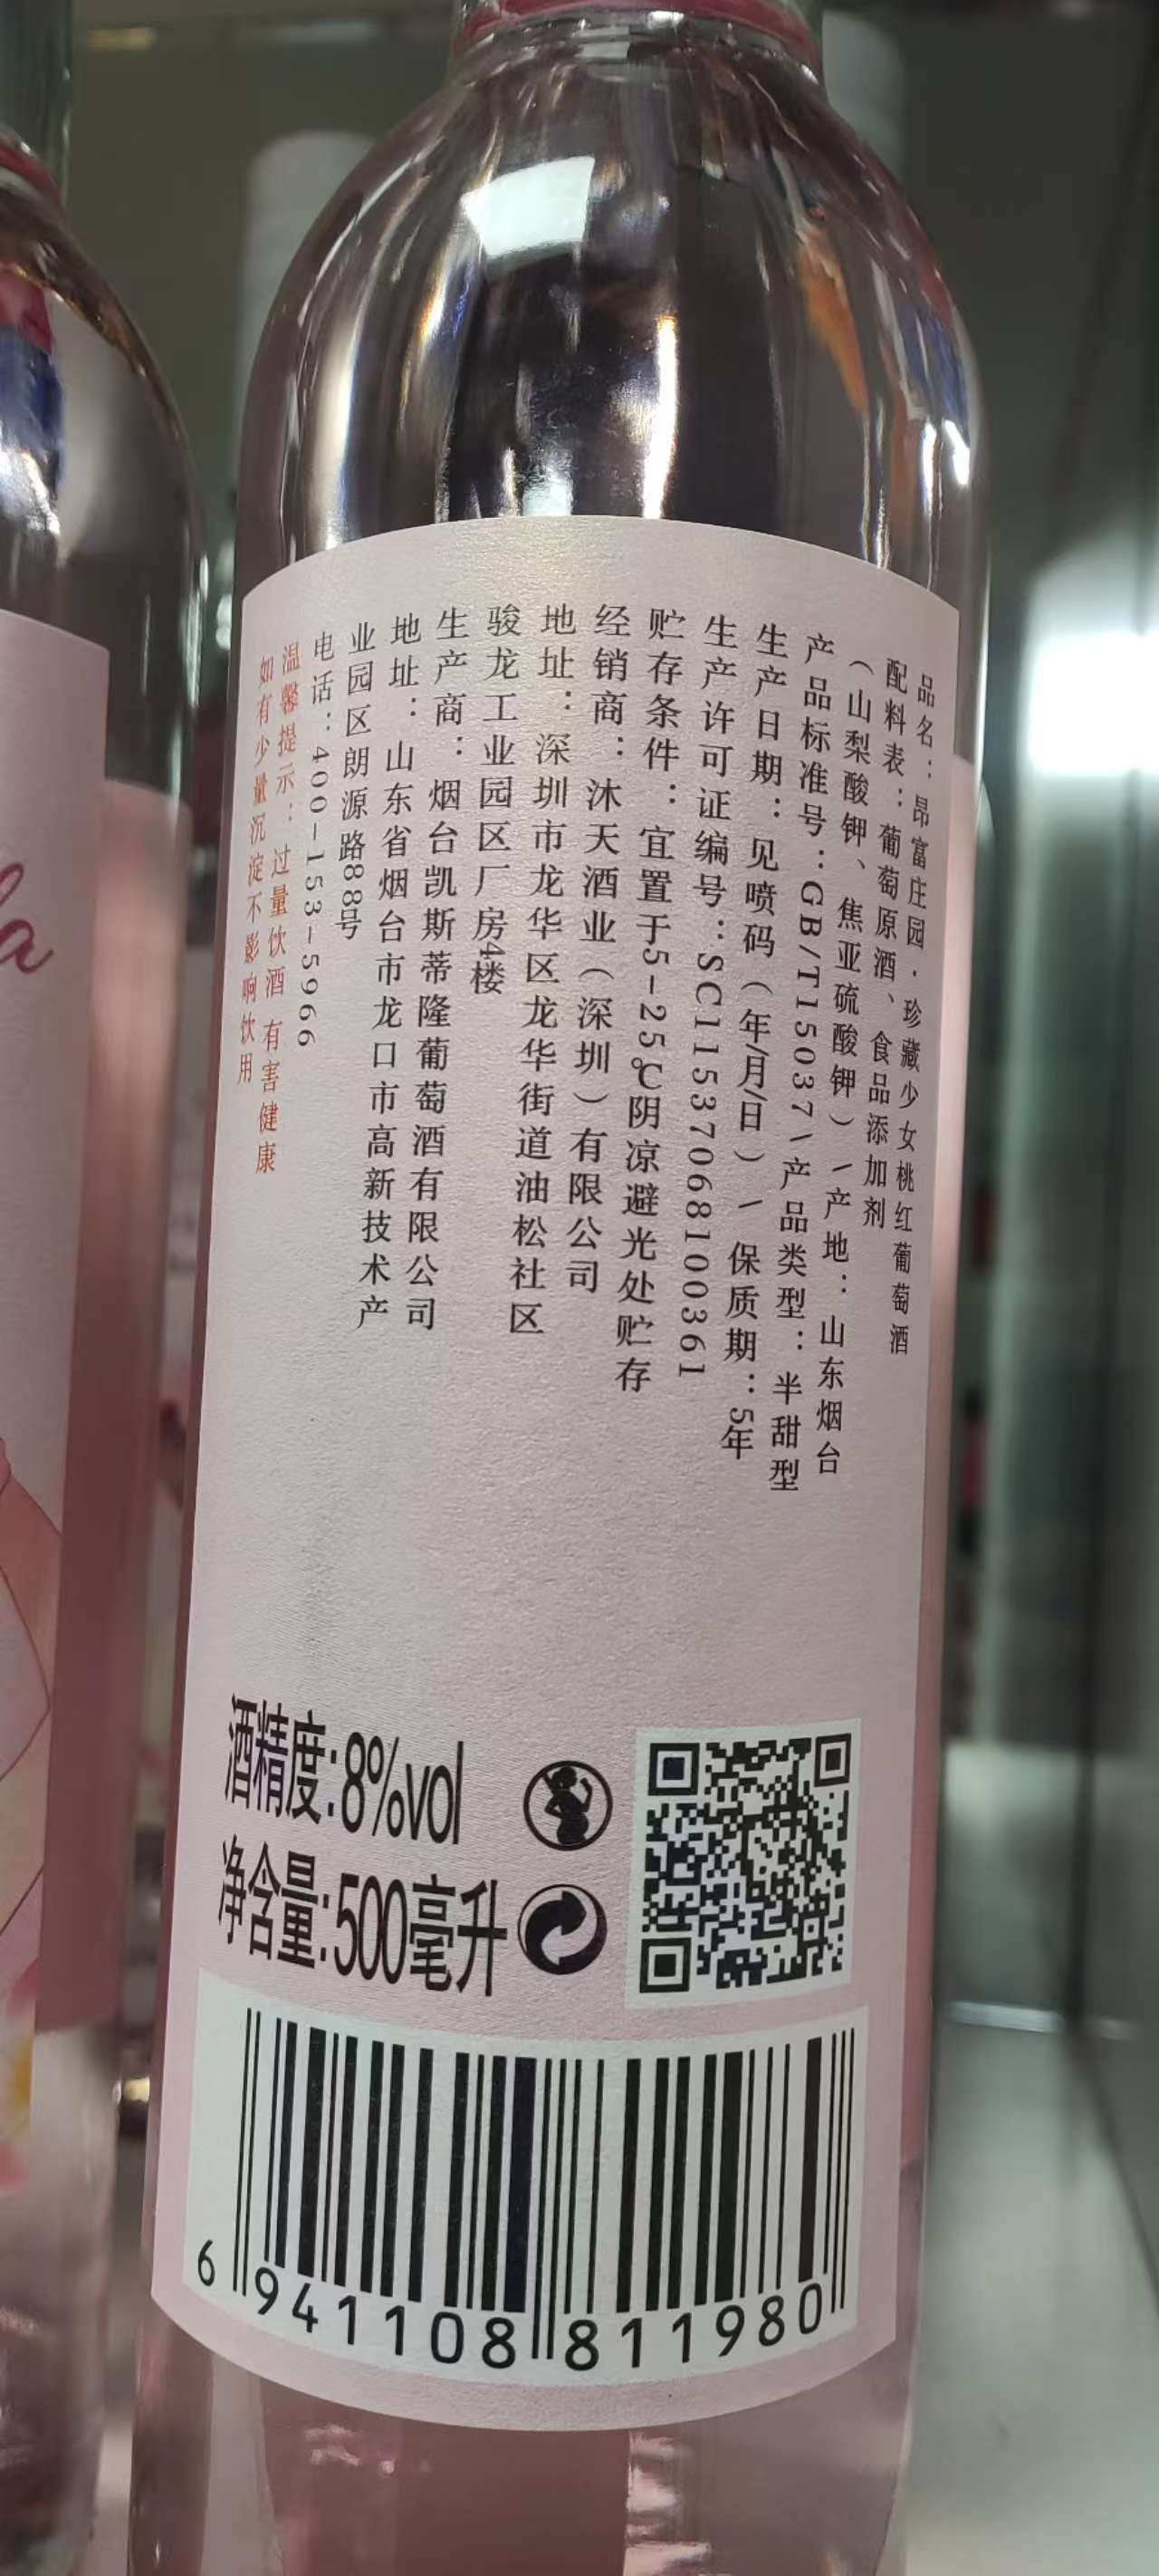 品名：昂富庄园．珍藏少女桃红葡萄酒
配料表：葡萄原酒、食品添加剂
（山梨酸钾、焦亚硫酸钾）\产地：山东烟台
产品标准号：GB/T15037\产品类型：半甜型
生产日期：见喷码（年/月/日）\保质期：5年
生产许可证编号：SC11537068100361
贮存条件：宜置于5-25℃阴凉避光处贮存
经销商：沐天酒业（深圳）有限公司
地址：深圳市龙华区龙华街道油松社区
骏龙工业园区厂房4楼
生产商：烟台凯斯蒂隆葡萄酒有限公司
地址：山东省烟台市龙口市高新技术产
业园区朗源路88号
电话：400-153-5966
温馨提示：过量饮酒 有害健康
如有少量沉淀不影响饮用
酒精度:8%vol
净含量:500毫升
6 941108 811980
la